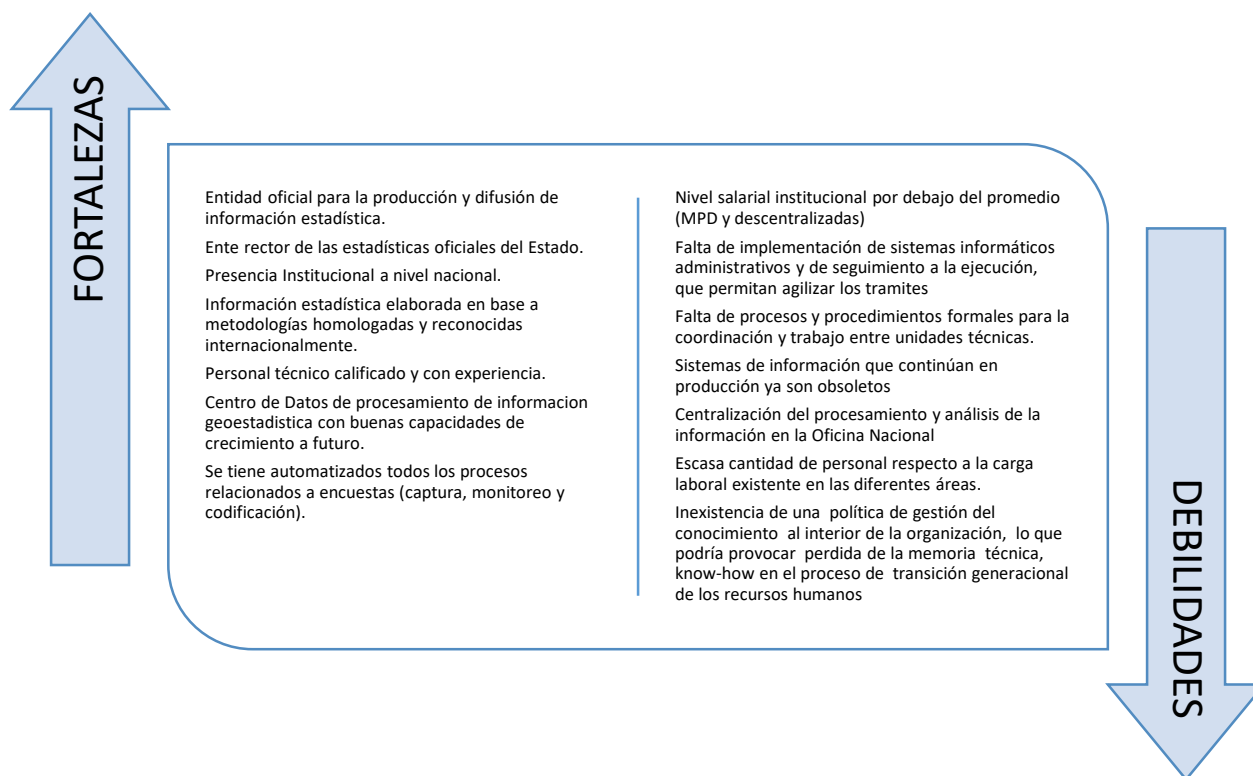 FORTALEZAS
Entidad oficial para la producción y difusión de
información estadística.
Ente rector de las estadísticas oficiales del Estado.
Presencia Institucional a nivel nacional.
Información estadística elaborada en base a
metodologías homologadas y reconocidas
internacionalmente.
Personal técnico calificado y con experiencia.
Centro de Datos de procesamiento de informacion
geoestadistica con buenas capacidades de
crecimiento a futuro.
Se tiene automatizados todos los procesos
relacionados a encuestas (captura, monitoreo y
codificación).
Nivel salarial institucional por debajo del promedio
(MPD y descentralizadas)
Falta de implementación de sistemas informáticos
administrativos y de seguimiento a la ejecución,
que permitan agilizar los tramites
Falta de procesos y procedimientos formales para la
coordinación y trabajo entre unidades técnicas.
Sistemas de información que continúan en
producción ya son obsoletos
Centralización del procesamiento y análisis de la
información en la Oficina Nacional
Escasa cantidad de personal respecto a la carga
laboral existente en las diferentes áreas.
Inexistencia de una política de gestión del
conocimiento al interior de la organización, lo que
podría provocar perdida de la memoria técnica,
know-how en el proceso de transición generacional
de los recursos humanos
DEBILIDADES